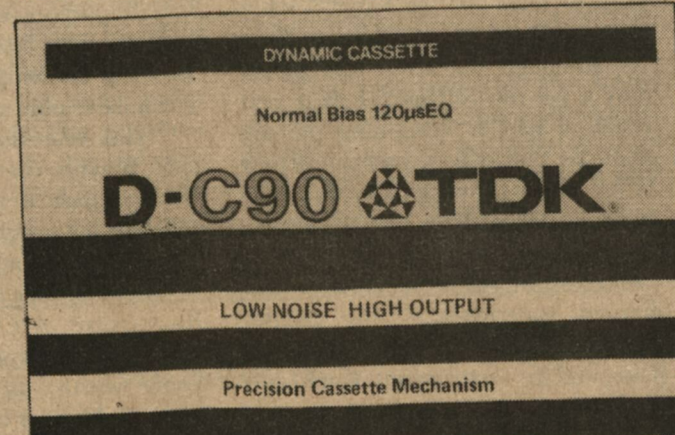 DYNAMIC CASSETTE
Normal Bias 120µsEQ
D-C90 TDK®
LOW NOISE HIGH OUTPUT
Precision Cassette Mechanism